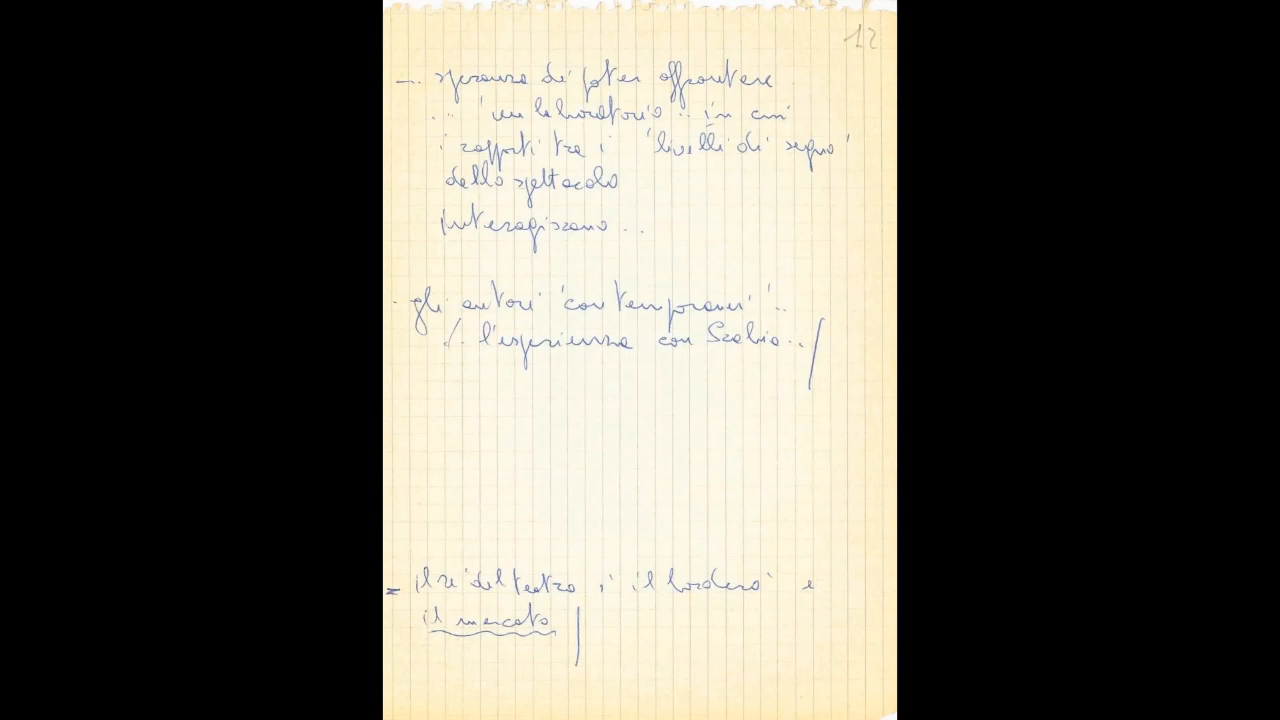 12
—.. speranza di poter affrontare
.. 'un laboratorio.. in cui
i rapporti tra i 'livelli di segno'
dello spettacolo
interagiscano ..
- gli autori 'contemporanei'..
/. l'esperienza con Scabia../
= il re del teatro è il borderò e
il mercato /